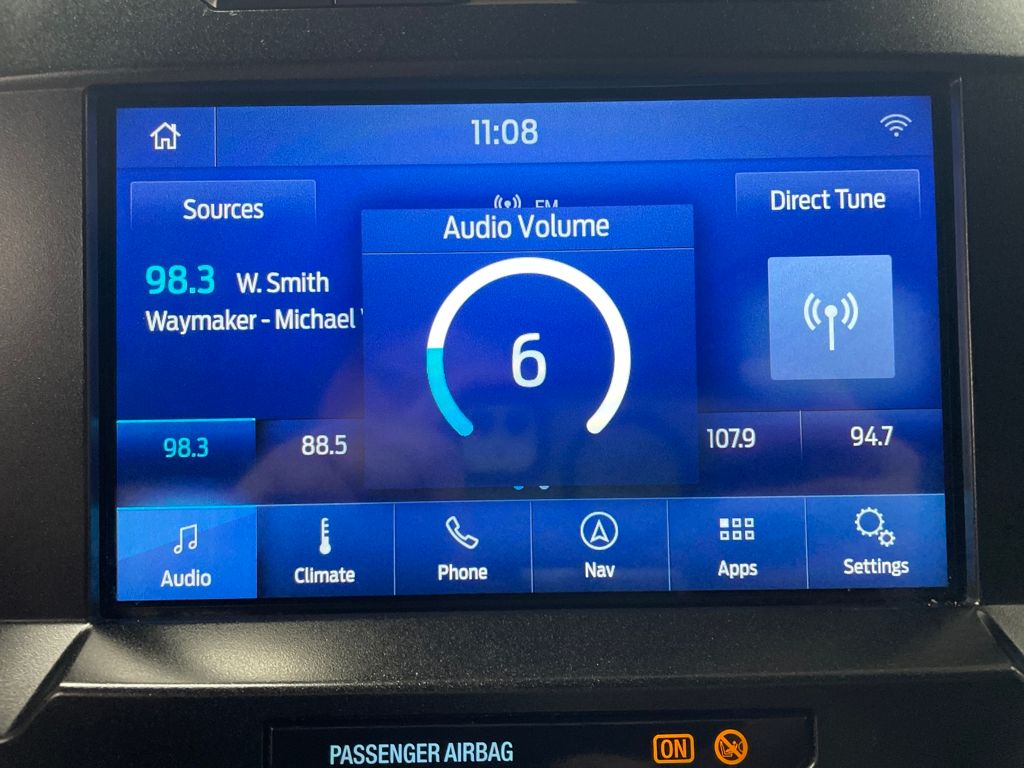 11:08
Sources
FM
Direct Tune
Audio Volume
98.3 W. Smith
Waymaker - Michael
6
98.3
88.5
107.9
94.7
Audio
Climate
Phone
Nav
Apps
Settings
PASSENGER AIRBAG ON